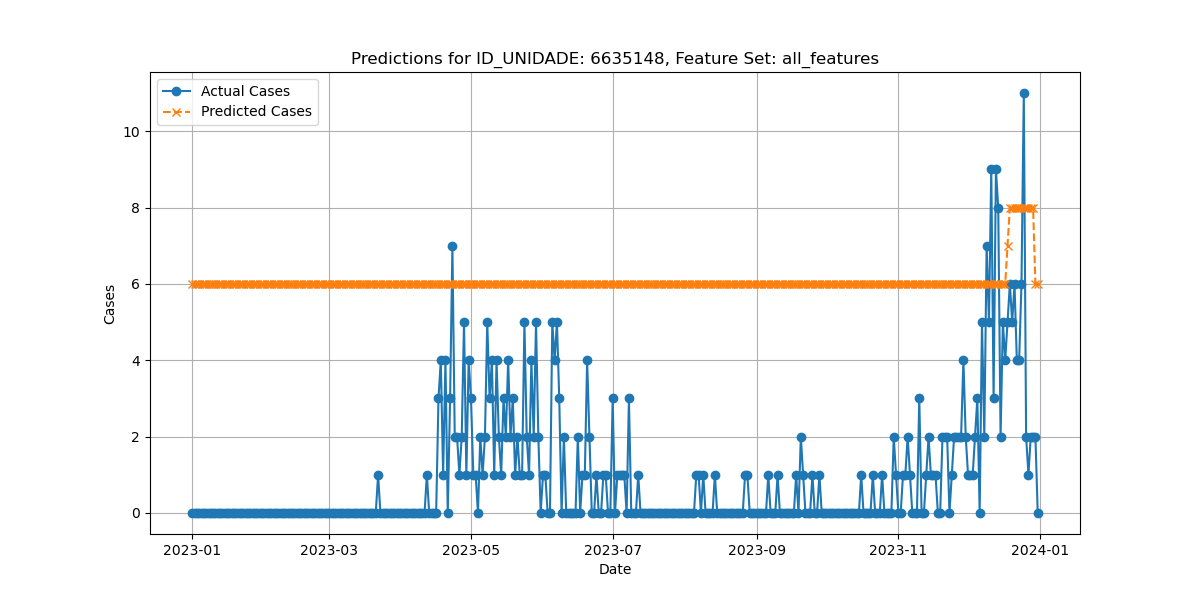 Predictions for ID_UNIDADE: 6635148, Feature Set: all_features
Actual Cases
Predicted Cases
Cases
10
8
6
4
2
0
2023-01 2023-03 2023-05 2023-07 2023-09 2023-11 2024-01
Date